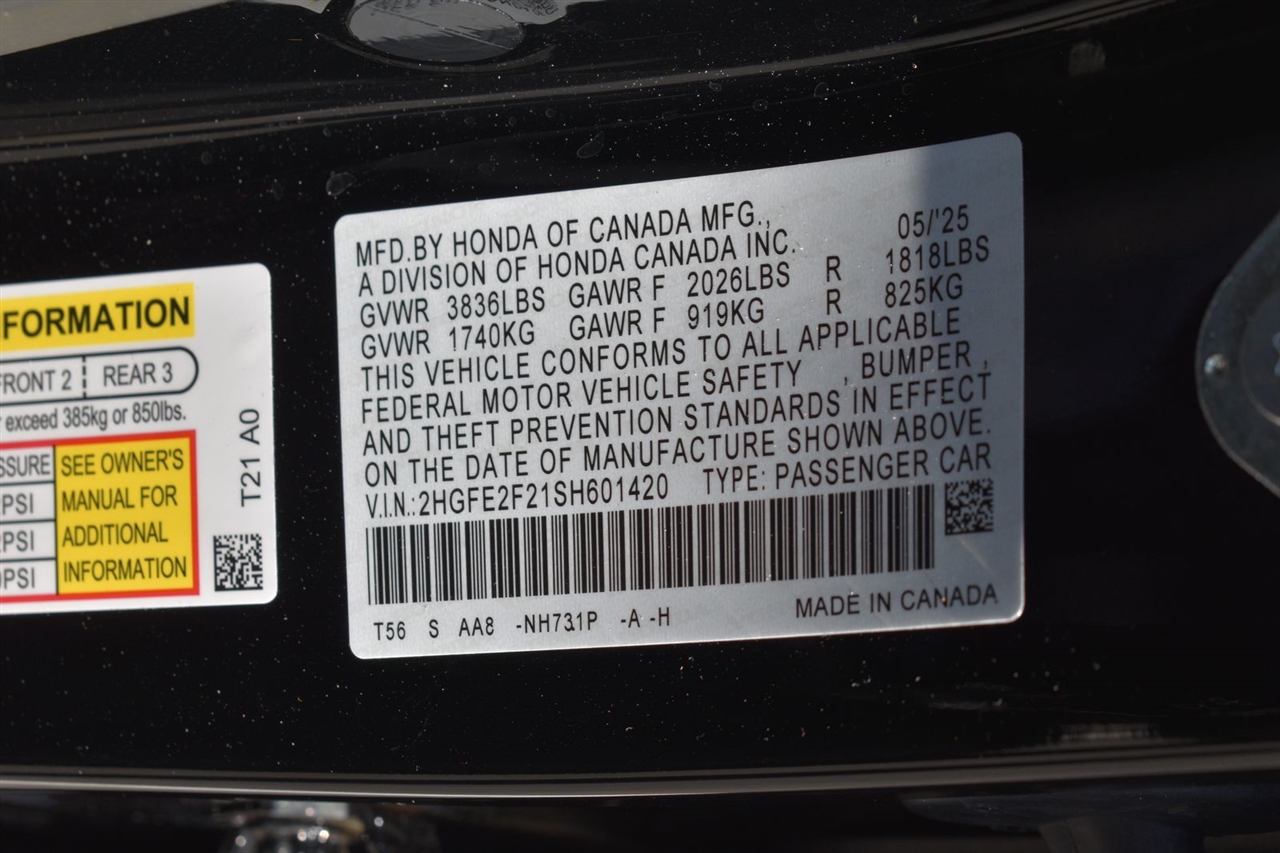 NFORMATION
FRONT 2 REAR 3
exceed 385kg or 850lbs.
SSURE
PSI
PSI
PSI
SEE OWNER'S
MANUAL FOR
ADDITIONAL
INFORMATION
T21 A0
MFD.BY HONDA OF CANADA MFG., 05/'25
A DIVISION OF HONDA CANADA INC.
GVWR 3836LBS GAWR F 2026LBS R 1818LBS
GVWR 1740KG GAWR F 919KG R 825KG
THIS VEHICLE CONFORMS TO ALL APPLICABLE
FEDERAL MOTOR VEHICLE SAFETY , BUMPER ,
AND THEFT PREVENTION STANDARDS IN EFFECT
ON THE DATE OF MANUFACTURE SHOWN ABOVE.
V.I.N.:2HGFE2F21SH601420 TYPE: PASSENGER CAR
T56 S AA8 -NH731P -A -H MADE IN CANADA